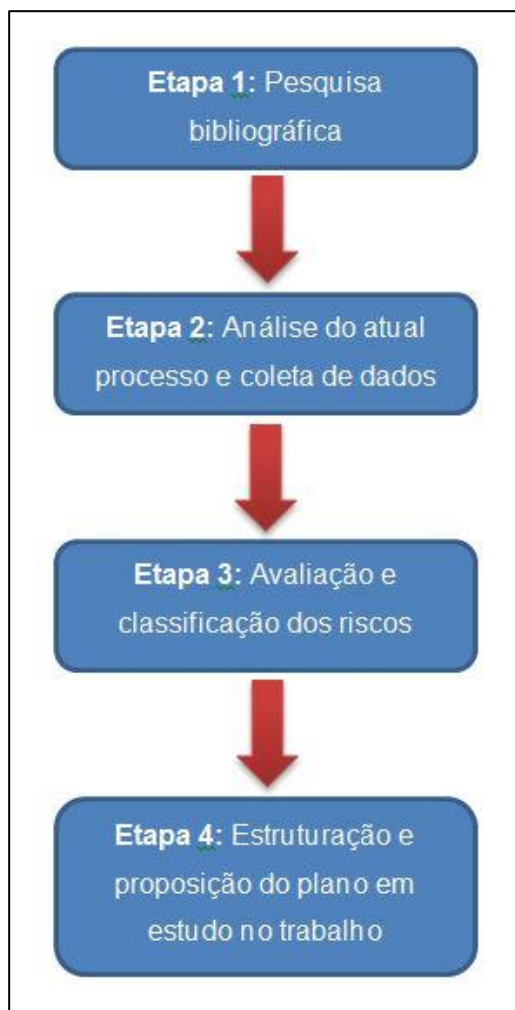 Etapa 1: Pesquisa
bibliográfica
Etapa 2: Análise do atual
processo e coleta de dados
Etapa 3: Avaliação e
classificação dos riscos
Etapa 4: Estruturação e
proposição do plano em
estudo no trabalho